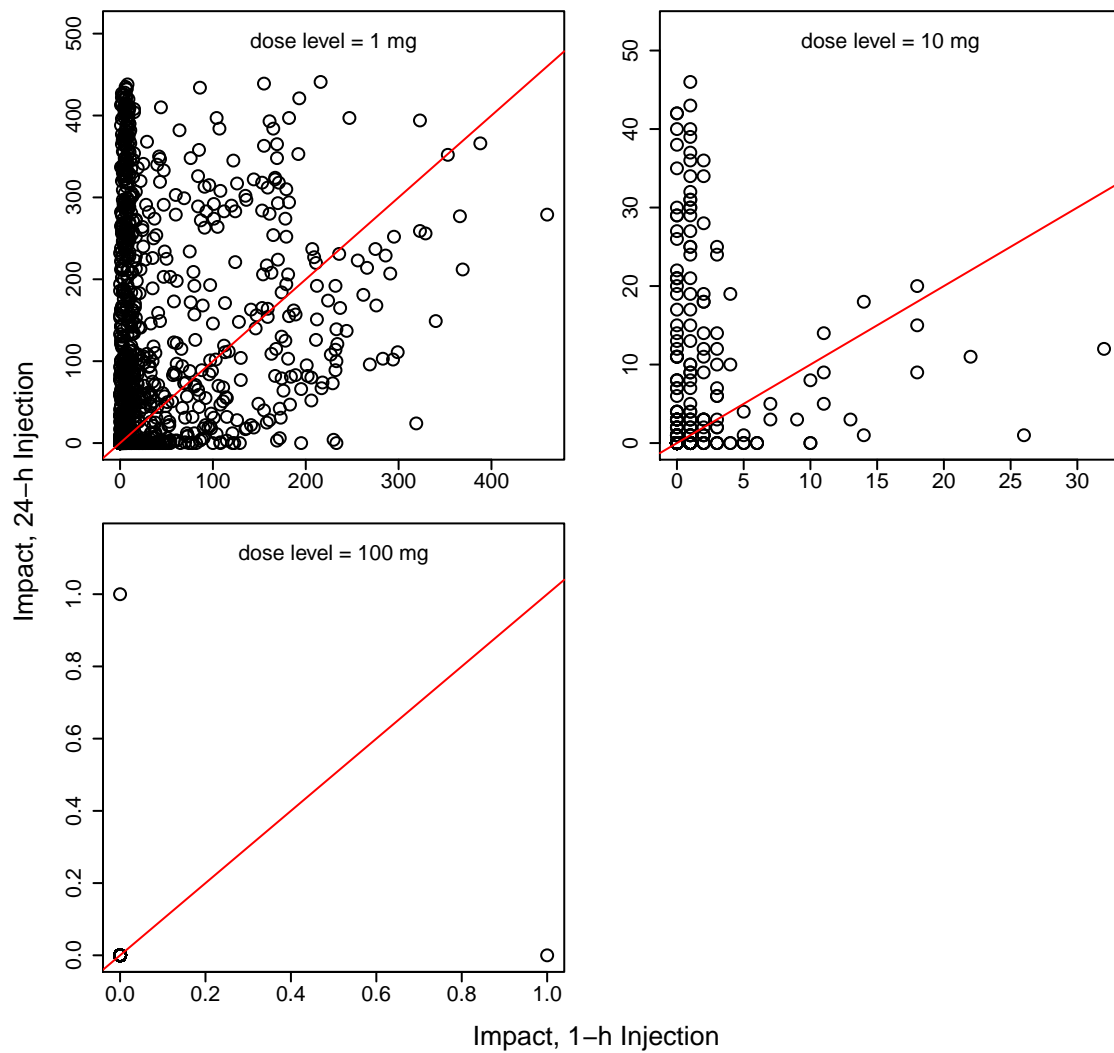 dose level = 1 mg
500
400
300
200
100
0
0 100 200 300 400
dose level = 10 mg
50
40
30
20
10
0
0 5 10 15 20 25 30
Impact, 24−h Injection
dose level = 100 mg
1.0
0.8
0.6
0.4
0.2
0.0
0.0 0.2 0.4 0.6 0.8 1.0
Impact, 1−h Injection